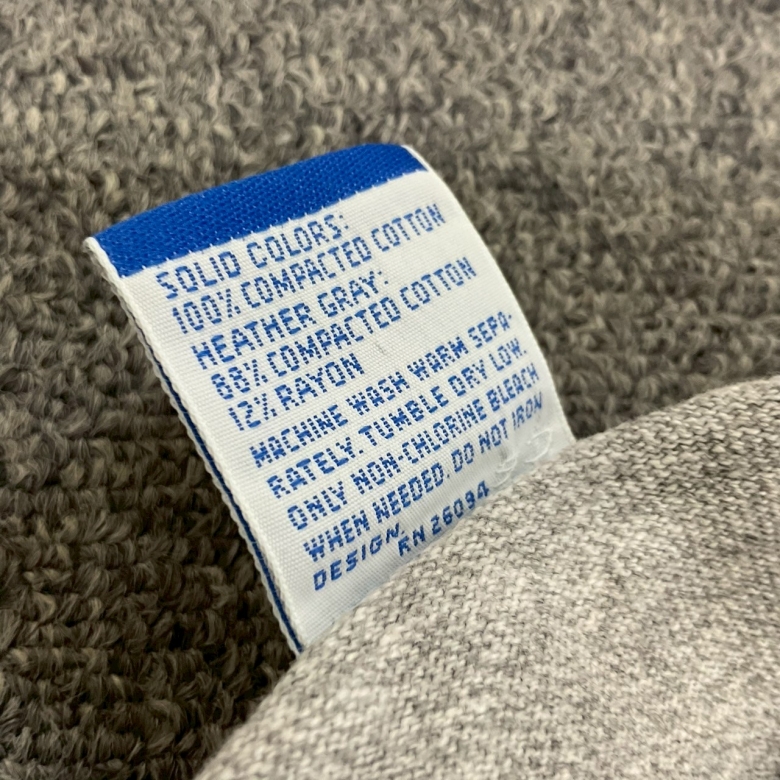 SOLID COLORS:
100% COMPACTED COTTON
HEATHER GRAY:
88% COMPACTED COTTON
12% RAYON
MACHINE WASH WARM SEPA-
RATELY. TUMBLE DRY LOW.
ONLY NON-CHLORINE BLEACH
WHEN NEEDED. DO NOT IRON
DESIGN.
RN 26094